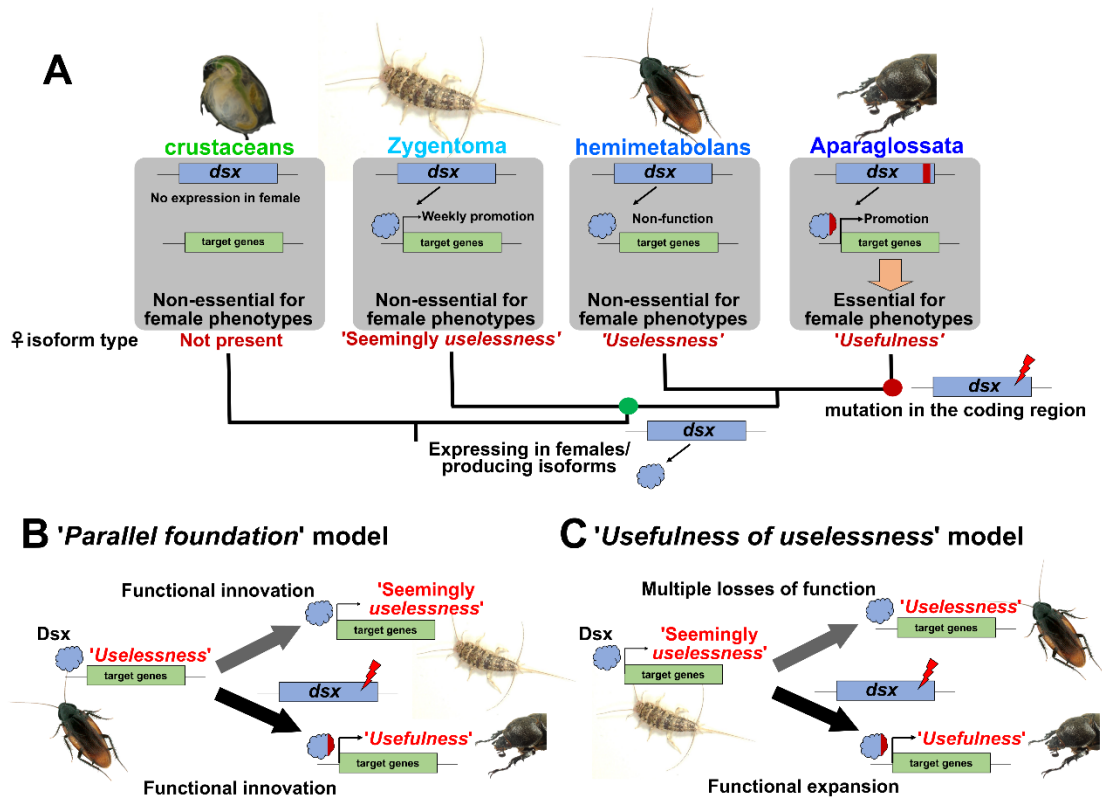 A
crustaceans
Zygentoma
hemimetabolans
Aparaglossata
dsx
dsx
dsx
dsx
No expression in female
Weekly promotion
Non-function
Promotion
target genes
target genes
target genes
target genes
Non-essential for
female phenotypes
Non-essential for
female phenotypes
Non-essential for
female phenotypes
Essential for
female phenotypes
♀isoform type
Not present
'Seemingly uselessness'
'Uselessness'
'Usefulness'
dsx
mutation in the coding region
dsx
Expressing in females/
producing isoforms
B 'Parallel foundation' model
Functional innovation
'Seemingly
uselessness'
target genes
Dsx
'Uselessness'
target genes
dsx
'Usefulness'
target genes
Functional innovation
C 'Usefulness of uselessness' model
Multiple losses of function
'Uselessness'
target genes
Dsx
'Seemingly
uselessness'
target genes
dsx
'Usefulness'
target genes
Functional expansion